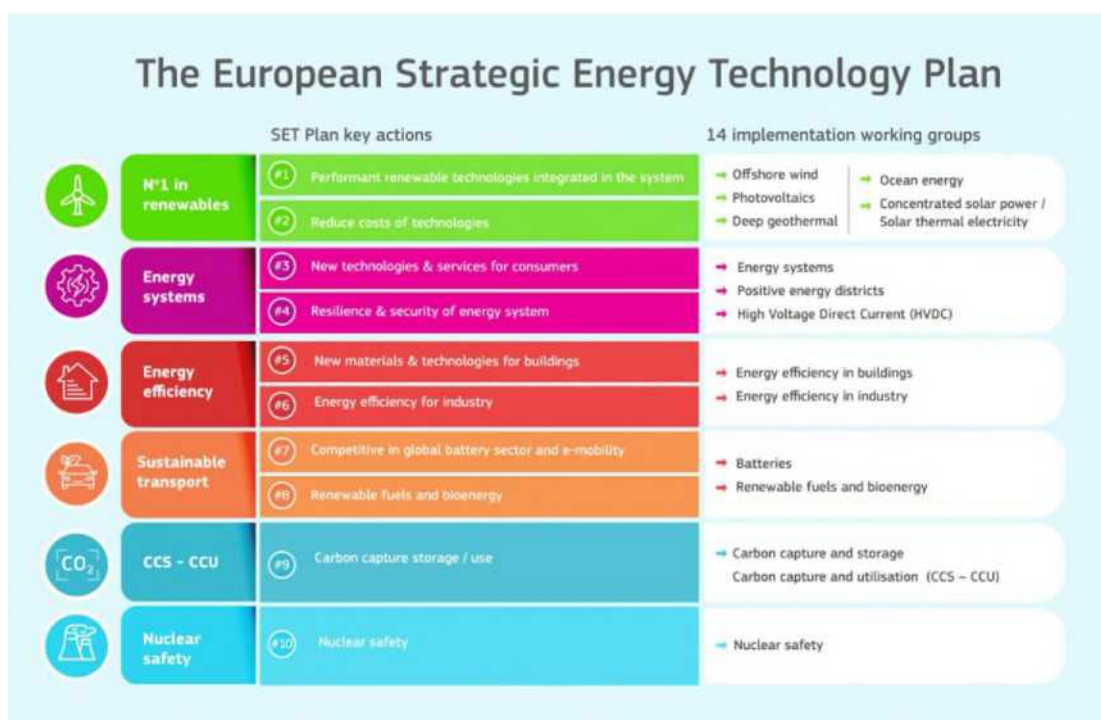 The European Strategic Energy Technology Plan
SET Plan key actions
14 implementation working groups
N°1 in
renewables
#1 Performant renewable technologies integrated in the system
#2 Reduce costs of technologies
Offshore wind
Photovoltaics
Deep geothermal
Ocean energy
Concentrated solar power /
Solar thermal electricity
Energy
systems
#3 New technologies & services for consumers
#4 Resilience & security of energy system
Energy systems
Positive energy districts
High Voltage Direct Current (HVDC)
Energy
efficiency
#5 New materials & technologies for buildings
#6 Energy efficiency for industry
Energy efficiency in buildings
Energy efficiency in industry
Sustainable
transport
#7 Competitive in global battery sector and e-mobility
#8 Renewable fuels and bioenergy
Batteries
Renewable fuels and bioenergy
CO2
CCS - CCU
#9 Carbon capture storage / use
Carbon capture and storage
Carbon capture and utilisation (CCS – CCU)
Nuclear
safety
#10 Nuclear safety
Nuclear safety